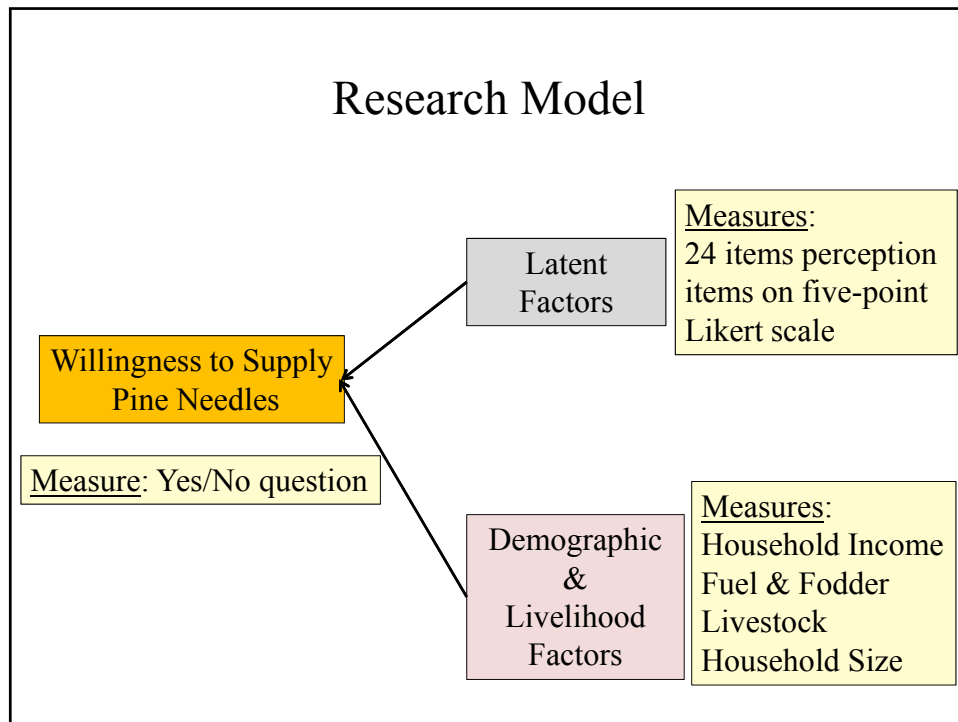 Research Model
Latent
Factors
Measures:
24 items perception
items on five-point
Likert scale
Willingness to Supply
Pine Needles
Measure: Yes/No question
Demographic
&
Livelihood
Factors
Measures:
Household Income
Fuel & Fodder
Livestock
Household Size